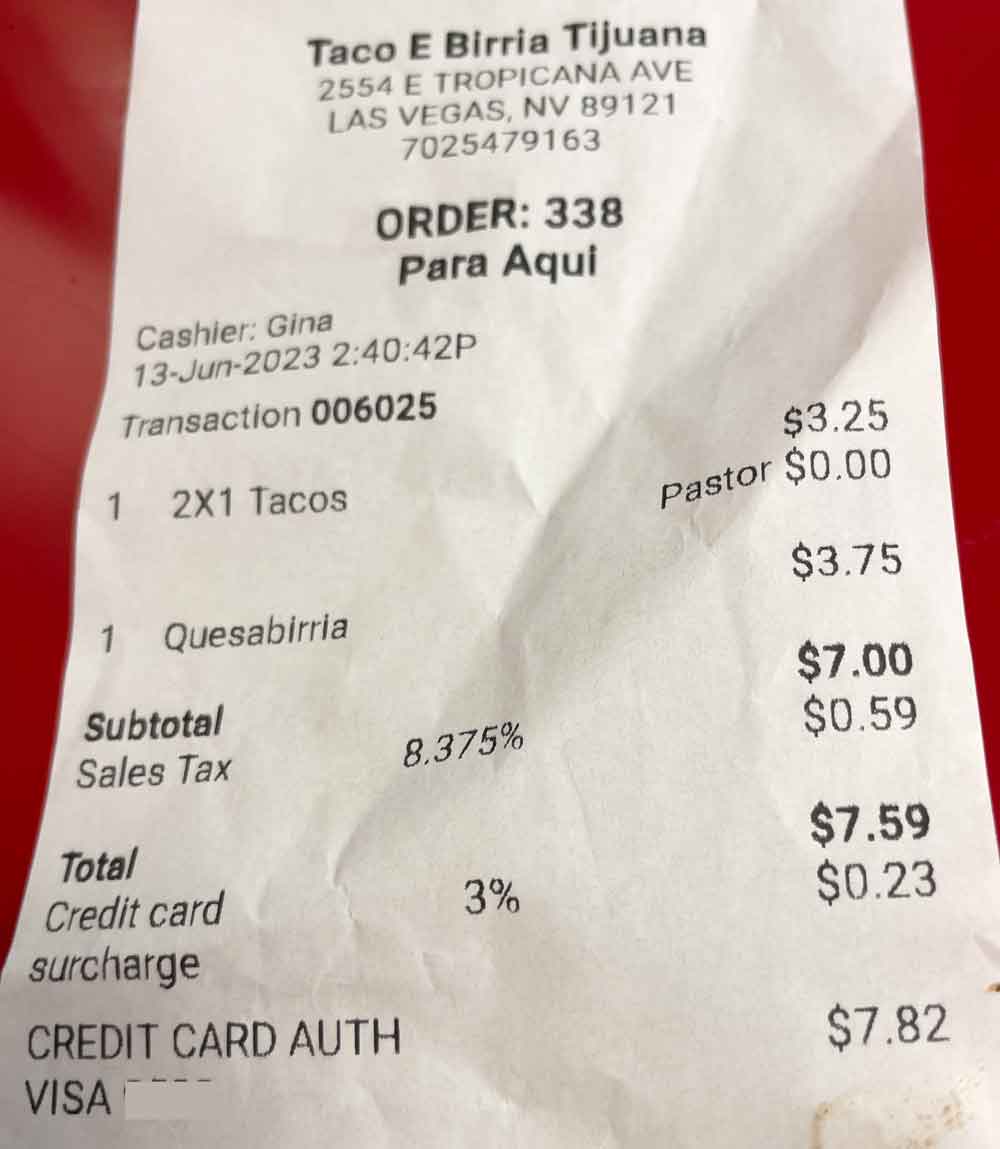 Taco E Birria Tijuana
2554 E TROPICANA AVE
LAS VEGAS, NV 89121
7025479163
ORDER: 338
Para Aqui
Cashier: Gina
13-Jun-2023 2:40:42P
Transaction 006025
1 2X1 Tacos $3.25
Pastor $0.00
1 Quesabirria $3.75
Subtotal $7.00
Sales Tax 8.375% $0.59
Total $7.59
Credit card 3% $0.23
surcharge
CREDIT CARD AUTH $7.82
VISA